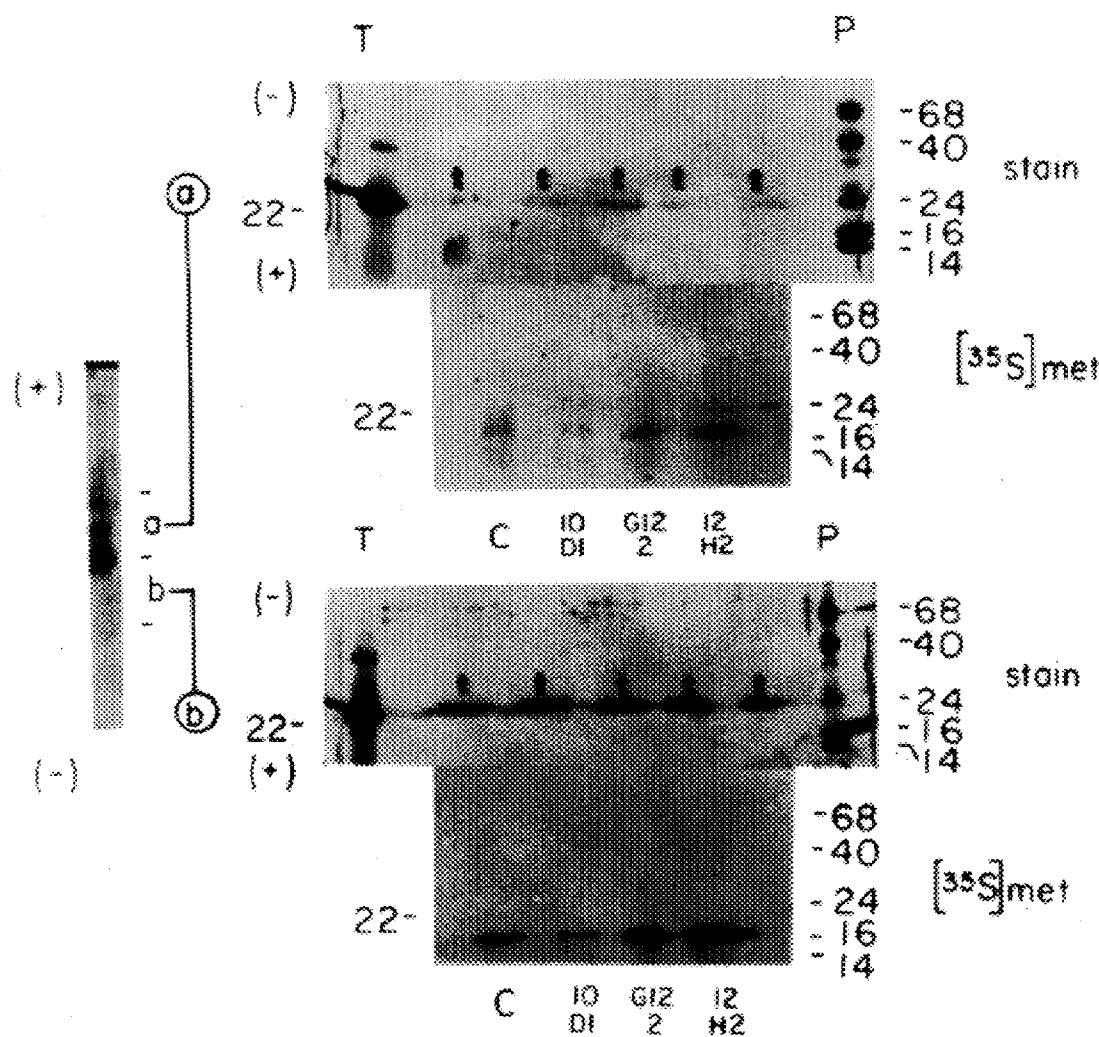 T P
(-)
-68
-40
stain
a
22-
-24
-16
14
(+)
-68
-40
[35S]met
(+)
22-
-24
-16
14
a
T C 10 G12 12 P
D1 2 H2
b
(-)
-68
-40
stain
-24
b
22-
-16
14
(-)
(+)
-68
-40
[35S]met
22-
-24
-16
14
C 10 G12 12
D1 2 H2